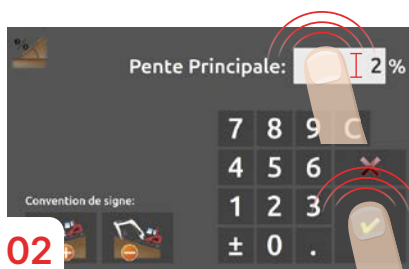 %
Pente Principale: 2 %
7 8 9 C
4 5 6
Convention de signe:
1 2 3
± 0 .
02